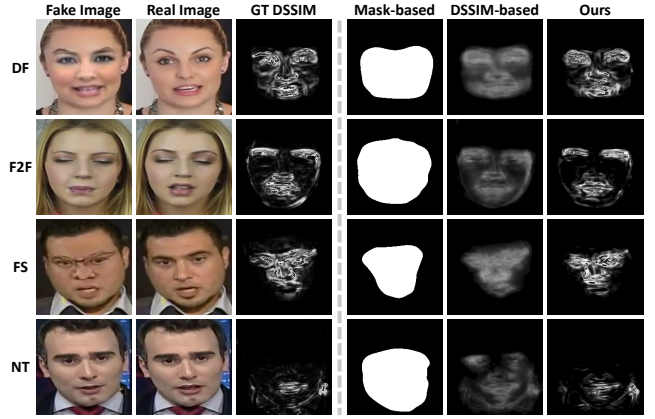 Fake Image Real Image GT DSSIM Mask-based DSSIM-based Ours
DF
F2F
FS
NT